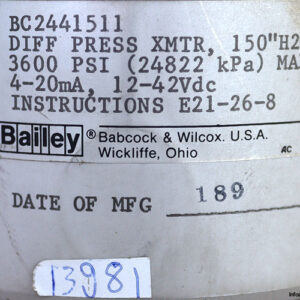 BC2441511
DIFF PRESS XMTR, 150"H2
3600 PSI (24822 kPa) MA
4-20mA, 12-42Vdc
INSTRUCTIONS E21-26-8
Bailey ® Babcock & Wilcox. U.S.A.
Wickliffe, Ohio
AC
DATE OF MFG 189
13981